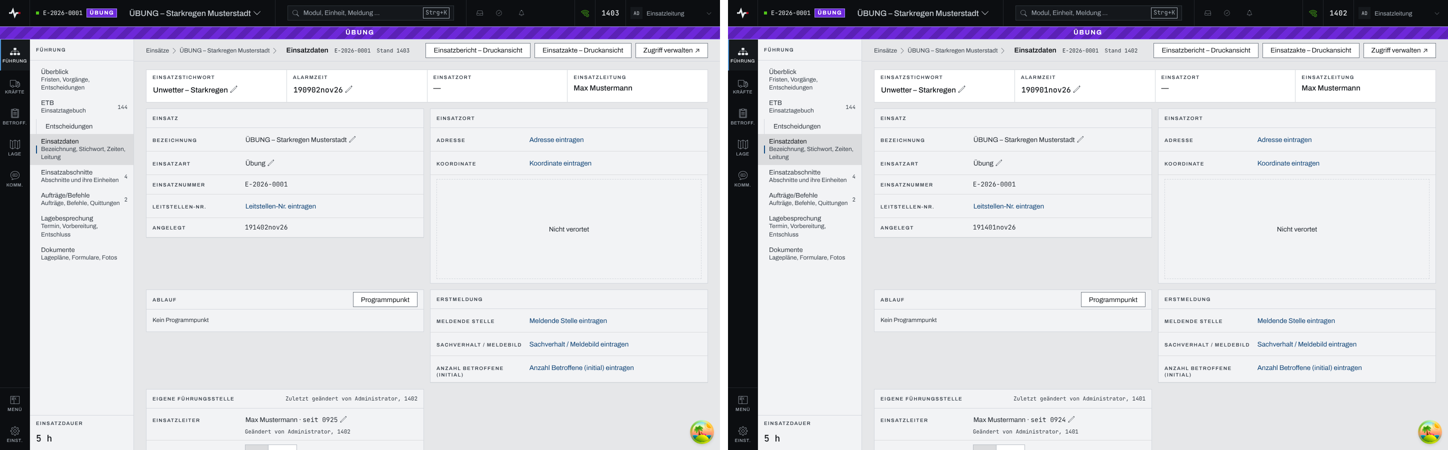 E-2026-0001 ÜBUNG ÜBUNG – Starkregen Musterstadt Modul, Einheit, Meldung … Strg+K 1403 AD Einsatzleitung
ÜBUNG
FÜHRUNG
KRÄFTE
BETROFF.
LAGE
KOMM.
MENÜ
EINST.
FÜHRUNG
Überblick
Fristen, Vorgänge,
Entscheidungen
ETB 144
Einsatztagebuch
Entscheidungen
Einsatzdaten
Bezeichnung, Stichwort, Zeiten,
Leitung
Einsatzabschnitte 4
Abschnitte und ihre Einheiten
Aufträge/Befehle 2
Aufträge, Befehle, Quittungen
Lagebesprechung
Termin, Vorbereitung,
Entschluss
Dokumente
Lagepläne, Formulare, Fotos
EINSATZDAUER
5 h
Einsätze ÜBUNG – Starkregen Musterstadt Einsatzdaten E-2026-0001 Stand 1403 Einsatzbericht – Druckansicht Einsatzakte – Druckansicht Zugriff verwalten ↗
EINSATZSTICHWORT ALARMZEIT EINSATZORT EINSATZLEITUNG
Unwetter – Starkregen 190902nov26 — Max Mustermann
EINSATZ
BEZEICHNUNG ÜBUNG – Starkregen Musterstadt
EINSATZART Übung
EINSATZNUMMER E-2026-0001
LEITSTELLEN-NR. Leitstellen-Nr. eintragen
ANGELEGT 191402nov26
EINSATZORT
ADRESSE Adresse eintragen
KOORDINATE Koordinate eintragen
Nicht verortet
ABLAUF Programmpunkt
Kein Programmpunkt
ERSTMELDUNG
MELDENDE STELLE Meldende Stelle eintragen
SACHVERHALT / MELDEBILD Sachverhalt / Meldebild eintragen
ANZAHL BETROFFENE Anzahl Betroffene (initial) eintragen
(INITIAL)
EIGENE FÜHRUNGSSTELLE Zuletzt geändert von Administrator, 1402
EINSATZLEITER Max Mustermann · seit 0925
Geändert von Administrator, 1402
E-2026-0001 ÜBUNG ÜBUNG – Starkregen Musterstadt Modul, Einheit, Meldung … Strg+K 1402 AD Einsatzleitung
ÜBUNG
FÜHRUNG
KRÄFTE
BETROFF.
LAGE
KOMM.
MENÜ
EINST.
FÜHRUNG
Überblick
Fristen, Vorgänge,
Entscheidungen
ETB 144
Einsatztagebuch
Entscheidungen
Einsatzdaten
Bezeichnung, Stichwort, Zeiten,
Leitung
Einsatzabschnitte 4
Abschnitte und ihre Einheiten
Aufträge/Befehle 2
Aufträge, Befehle, Quittungen
Lagebesprechung
Termin, Vorbereitung,
Entschluss
Dokumente
Lagepläne, Formulare, Fotos
EINSATZDAUER
5 h
Einsätze ÜBUNG – Starkregen Musterstadt Einsatzdaten E-2026-0001 Stand 1402 Einsatzbericht – Druckansicht Einsatzakte – Druckansicht Zugriff verwalten ↗
EINSATZSTICHWORT ALARMZEIT EINSATZORT EINSATZLEITUNG
Unwetter – Starkregen 190901nov26 — Max Mustermann
EINSATZ
BEZEICHNUNG ÜBUNG – Starkregen Musterstadt
EINSATZART Übung
EINSATZNUMMER E-2026-0001
LEITSTELLEN-NR. Leitstellen-Nr. eintragen
ANGELEGT 191401nov26
EINSATZORT
ADRESSE Adresse eintragen
KOORDINATE Koordinate eintragen
Nicht verortet
ABLAUF Programmpunkt
Kein Programmpunkt
ERSTMELDUNG
MELDENDE STELLE Meldende Stelle eintragen
SACHVERHALT / MELDEBILD Sachverhalt / Meldebild eintragen
ANZAHL BETROFFENE Anzahl Betroffene (initial) eintragen
(INITIAL)
EIGENE FÜHRUNGSSTELLE Zuletzt geändert von Administrator, 1401
EINSATZLEITER Max Mustermann · seit 0924
Geändert von Administrator, 1401